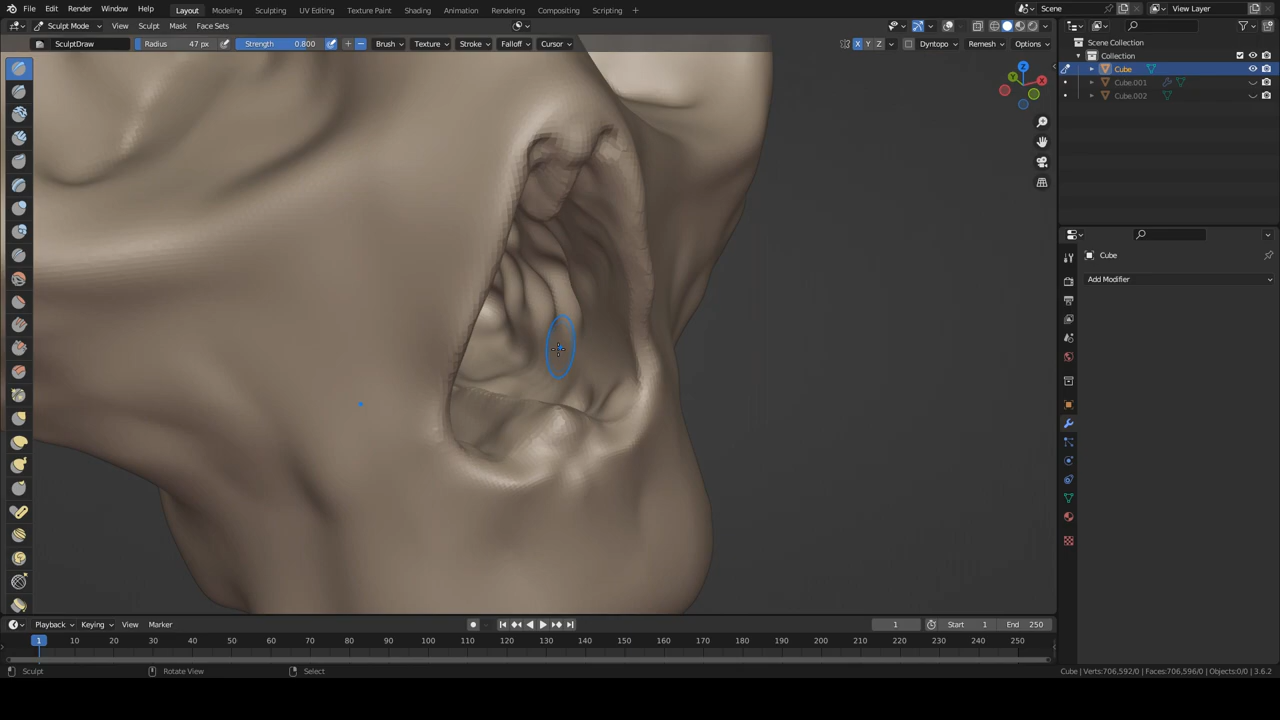 File Edit Render Window Help Layout Modeling Sculpting UV Editing Texture Paint Shading Animation Rendering Compositing Scripting + Scene View Layer
Sculpt Mode View Sculpt Mask Face Sets
SculptDraw Radius 47 px Strength 0.800 Brush Texture Stroke Falloff Cursor X Y Z Dyntopo Remesh Options
Scene Collection
Collection
Cube
Cube.001
Cube.002
Z
Y
X
Cube
Add Modifier
Playback Keying View Marker 1 Start 1 End 250
1 10 20 30 40 50 60 70 80 90 100 110 120 130 140 150 160 170 180 190 200 210 220 230 240 250
Sculpt Rotate View Select Cube | Verts:706,592/0 | Faces:706,596/0 | Objects:0/0 | 3.6.2